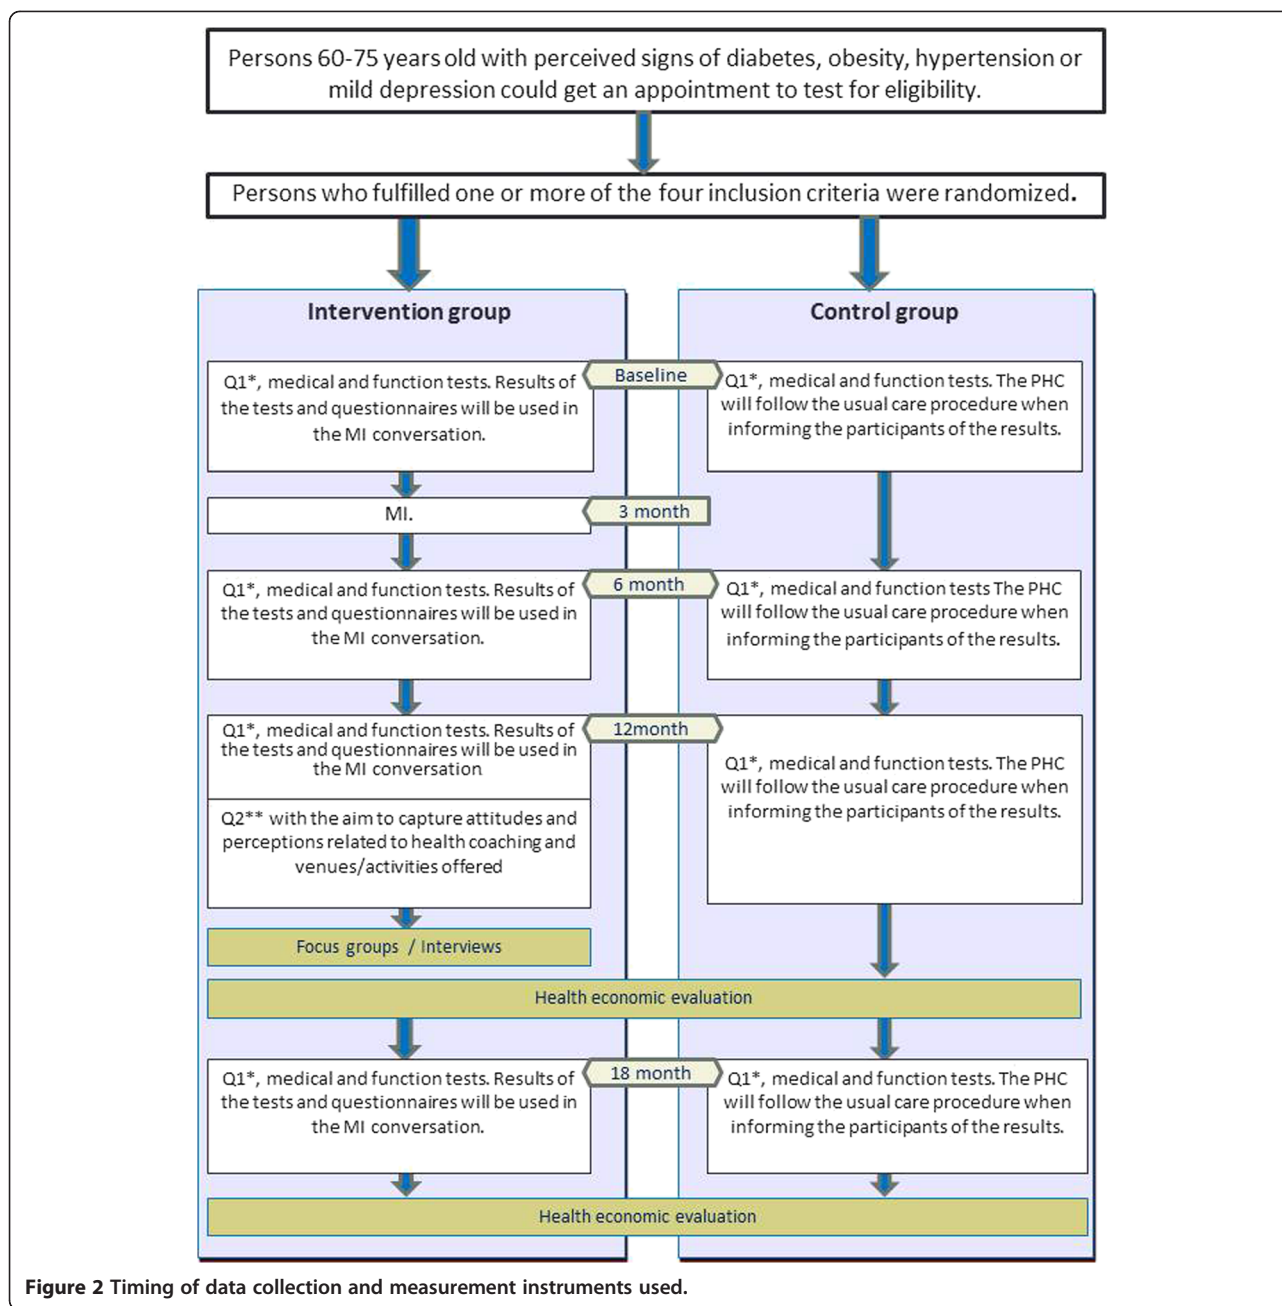 Persons 60-75 years old with perceived signs of diabetes, obesity, hypertension or
mild depression could get an appointment to test for eligibility.
Persons who fulfilled one or more of the four inclusion criteria were randomized.
Intervention group
Control group
Baseline
Q1*, medical and function tests. Results of
the tests and questionnaires will be used in
the MI conversation.
Q1*, medical and function tests. The PHC
will follow the usual care procedure when
informing the participants of the results.
MI.
3 month
6 month
Q1*, medical and function tests. Results of
the tests and questionnaires will be used in
the MI conversation.
Q1*, medical and function tests The PHC
will follow the usual care procedure when
informing the participants of the results.
12month
Q1*, medical and function tests. Results of
the tests and questionnaires will be used in
the MI conversation
Q2** with the aim to capture attitudes and
perceptions related to health coaching and
venues/activities offered
Q1*, medical and function tests. The PHC
will follow the usual care procedure when
informing the participants of the results.
Focus groups / Interviews
Health economic evaluation
18 month
Q1*, medical and function tests. Results of
the tests and questionnaires will be used in
the MI conversation.
Q1*, medical and function tests. The PHC
will follow the usual care procedure when
informing the participants of the results.
Health economic evaluation
Figure 2 Timing of data collection and measurement instruments used.